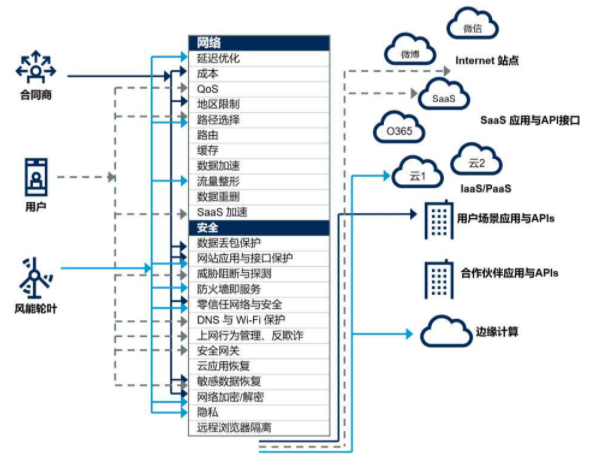 合同商
用户
风能轮叶
网络
延迟优化
成本
QoS
地区限制
路径选择
路由
缓存
数据加速
流量整形
数据重删
SaaS 加速
安全
数据丢包保护
网站应用与接口保护
威胁阻断与探测
防火墙即服务
零信任网络与安全
DNS 与 Wi-Fi 保护
上网行为管理、反欺诈
安全网关
云应用恢复
敏感数据恢复
网络加密/解密
隐私
远程浏览器隔离
微信
微博
Internet 站点
SaaS
SaaS 应用与API接口
O365
云1
云2
IaaS/PaaS
用户场景应用与APIs
合作伙伴应用与APIs
边缘计算